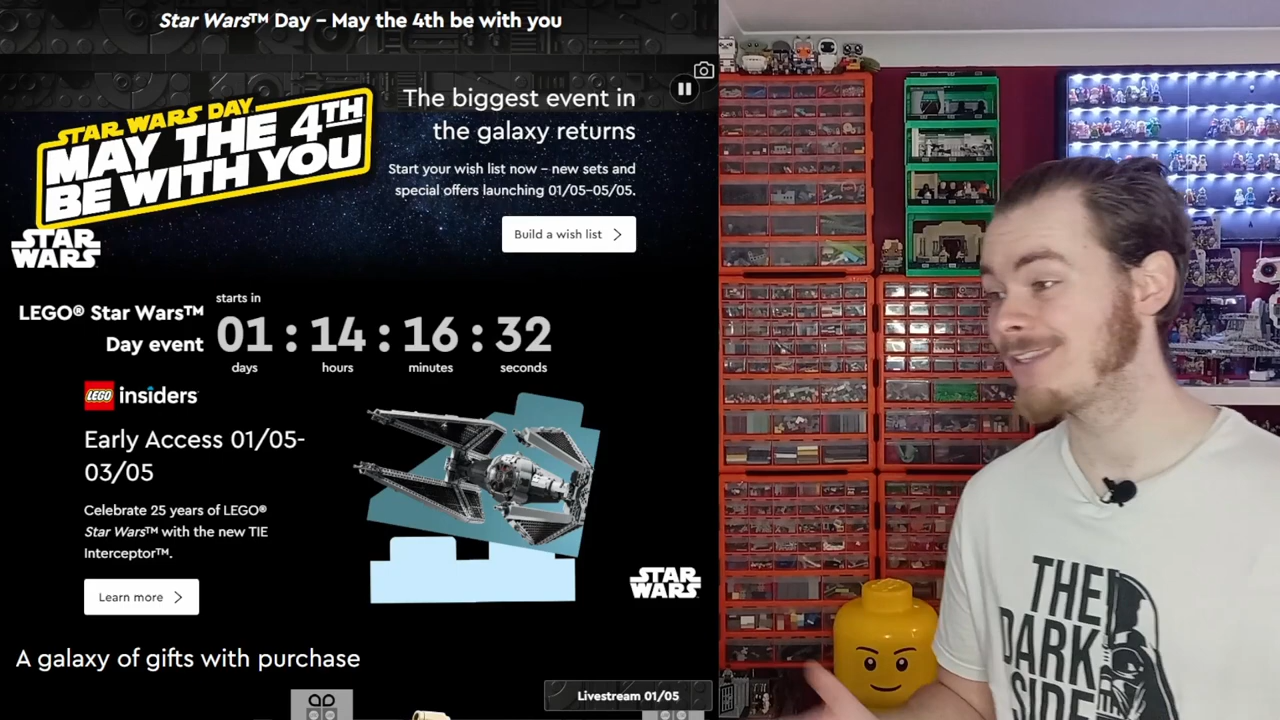 Star Wars™ Day – May the 4th be with you
STAR WARS DAY
MAY THE 4TH
BE WITH YOU
STAR
WARS
The biggest event in
the galaxy returns
Start your wish list now – new sets and
special offers launching 01/05-05/05.
Build a wish list
LEGO® Star Wars™
Day event
starts in
01 : 14 : 16 : 32
days hours minutes seconds
LEGO insiders
Early Access 01/05-
03/05
Celebrate 25 years of LEGO®
Star Wars™ with the new TIE
Interceptor™.
Learn more
STAR
WARS
A galaxy of gifts with purchase
Livestream 01/05
THE
DARK
SIDE